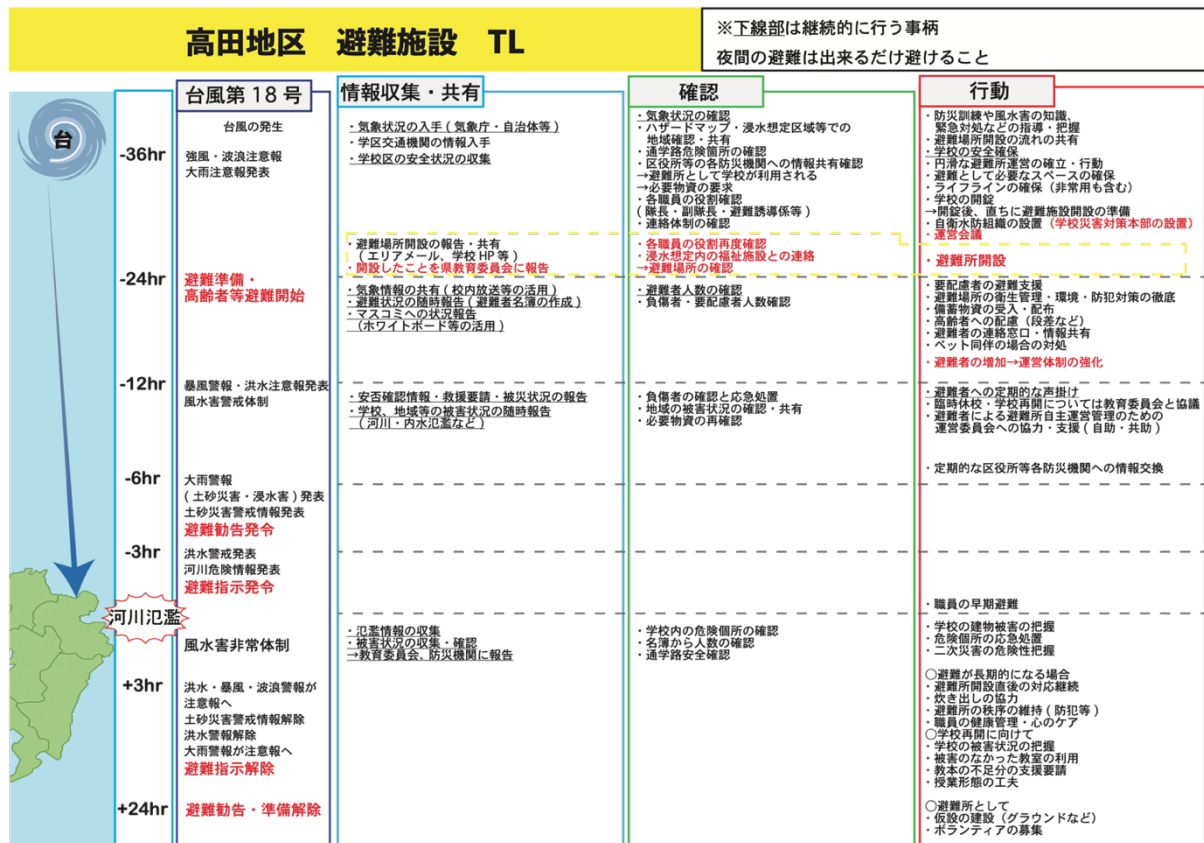 高田地区 避難施設 TL
※下線部は継続的に行う事柄
夜間の避難は出来るだけ避けること
台
-36hr
-24hr
-12hr
-6hr
-3hr
河川氾濫
+3hr
+24hr
台風第18号
台風の発生
強風・波浪注意報
大雨注意報発表
避難準備・
高齢者等避難開始
暴風警報・洪水注意報発表
風水害警戒体制
大雨警報
(土砂災害・浸水害)発表
土砂災害警戒情報発表
避難勧告発令
洪水警戒発表
河川危険情報発表
避難指示発令
風水害非常体制
洪水・暴風・波浪警報が
注意報へ
土砂災害警戒情報解除
洪水警報解除
大雨警報が注意報へ
避難指示解除
避難勧告・準備解除
情報収集・共有
・気象状況の入手(気象庁・自治体等)
・学区交通機関の情報入手
・学校区の安全状況の収集
・避難場所開設の報告・共有
(エリアメール、学校HP等)
・開設したことを県教育委員会に報告
・気象情報の共有(校内放送等の活用)
・避難状況の随時報告(避難者名簿の作成)
・マスコミへの状況報告
(ホワイトボード等の活用)
・安否確認情報・救援要請・被災状況の報告
・学校、地域等の被害状況の随時報告
(河川・内水氾濫など)
・氾濫情報の収集
・被害状況の収集・確認
→教育委員会、防災機関に報告
確認
・気象状況の確認
・ハザードマップ・浸水想定区域等での
地域確認・共有
・通学路危険箇所の確認
・区役所等の各防災機関への情報共有確認
→避難所として学校が利用される
→必要物資の要求
・各職員の役割確認
(隊長・副隊長・避難誘導係等)
・連絡体制の確認
・各職員の役割再度確認
・浸水想定内の福祉施設との連絡
→避難場所の確認
・避難者人数の確認
・負傷者・要配慮者人数確認
・負傷者の確認と応急処置
・地域の被害状況の確認・共有
・必要物資の再確認
・学校内の危険個所の確認
・名簿から人数の確認
・通学路安全確認
行動
・防災訓練や風水害の知識、
緊急対処などの指導・把握
・避難場所開設の流れの共有
・学校の安全確保
・円滑な避難所運営の確立・行動
・避難として必要なスペースの確保
・ライフラインの確保(非常用も含む)
・学校の開錠
→開錠後、直ちに避難施設開設の準備
・自衛水防組織の設置(学校災害対策本部の設置)
・運営会議
・避難所開設
・要配慮者の避難支援
・避難場所の衛生管理・環境・防犯対策の徹底
・備蓄物資の受入・配布
・高齢者への配慮(段差など)
・避難者の連絡窓口・情報共有
・ペット同伴の場合の対処
・避難者の増加→運営体制の強化
・避難者への定期的な声掛け
・臨時休校・学校再開については教育委員会と協議
・避難者による避難所自主運営管理のための
運営委員会への協力・支援(自助・共助)
・定期的な区役所等各防災機関への情報交換
・職員の早期避難
・学校の建物被害の把握
・危険個所の応急処置
・二次災害の危険性把握
○避難が長期的になる場合
・避難所開設直後の対応継続
・炊き出しの協力
・避難所の秩序の維持(防犯等)
・職員の健康管理・心のケア
○学校再開に向けて
・学校の被害状況の把握
・被害のなかった教室の利用
・教本の不足分の支援要請
・授業形態の工夫
○避難所として
・仮設の建設(グラウンドなど)
・ボランティアの募集